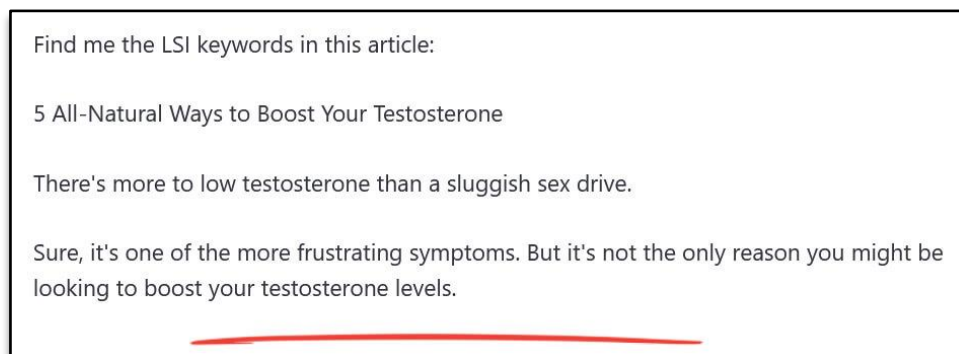 Find me the LSI keywords in this article:
5 All-Natural Ways to Boost Your Testosterone
There's more to low testosterone than a sluggish sex drive.
Sure, it's one of the more frustrating symptoms. But it's not the only reason you might be
looking to boost your testosterone levels.